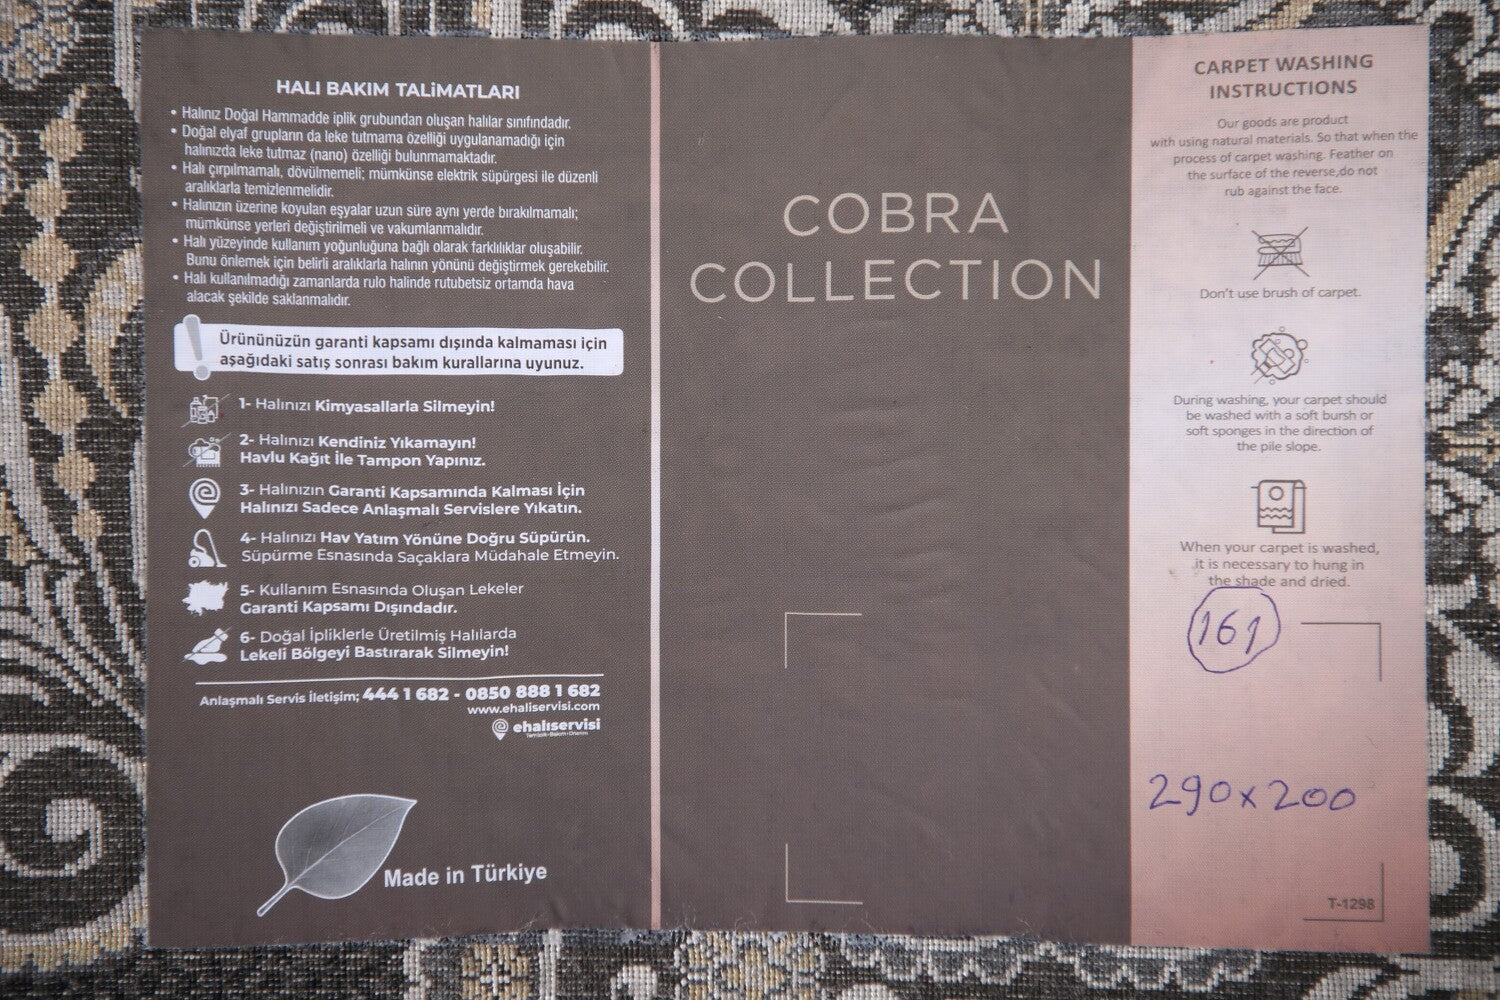 HALI BAKIM TALİMATLARI
• Halınız Doğal Hammadde iplik grubundan oluşan halılar sınıfındadır.
• Doğal elyaf grupların da leke tutmama özelliği uygulanamadığı için
halınızda leke tutmaz (nano) özelliği bulunmamaktadır.
• Halı çırpılmamalı, dövülmemeli; mümkünse elektrik süpürgesi ile düzenli
aralıklarla temizlenmelidir.
• Halınızın üzerine koyulan eşyalar uzun süre aynı yerde bırakılmamalı;
mümkünse yerleri değiştirilmeli ve vakumlanmalıdır.
• Halı yüzeyinde kullanım yoğunluğuna bağlı olarak farklılıklar oluşabilir.
Bunu önlemek için belirli aralıklarla halının yönünü değiştirmek gerekebilir.
• Halı kullanılmadığı zamanlarda rulo halinde rutubetsiz ortamda hava
alacak şekilde saklanmalıdır.
Ürününüzün garanti kapsamı dışında kalmaması için
aşağıdaki satış sonrası bakım kurallarına uyunuz.
1- Halınızı Kimyasallarla Silmeyin!
2- Halınızı Kendiniz Yıkamayın!
Havlu Kağıt İle Tampon Yapınız.
3- Halınızın Garanti Kapsamında Kalması İçin
Halınızı Sadece Anlaşmalı Servislere Yıkatın.
4- Halınızı Hav Yatım Yönüne Doğru Süpürün.
Süpürme Esnasında Saçaklara Müdahale Etmeyin.
5- Kullanım Esnasında Oluşan Lekeler
Garanti Kapsamı Dışındadır.
6- Doğal İpliklerle Üretilmiş Halılarda
Lekeli Bölgeyi Bastırarak Silmeyin!
Anlaşmalı Servis İletişim; 444 1 682 - 0850 888 1 682
www.ehaliservisi.com
ehalıservisi
Made in Türkiye
COBRA
COLLECTION
CARPET WASHING
INSTRUCTIONS
Our goods are product
with using natural materials. So that when the
process of carpet washing. Feather on
the surface of the reverse,do not
rub against the face.
Don't use brush of carpet.
During washing, your carpet should
be washed with a soft bursh or
soft sponges in the direction of
the pile slope.
When your carpet is washed,
it is necessary to hung in
the shade and dried.
161
290x200
T-1298